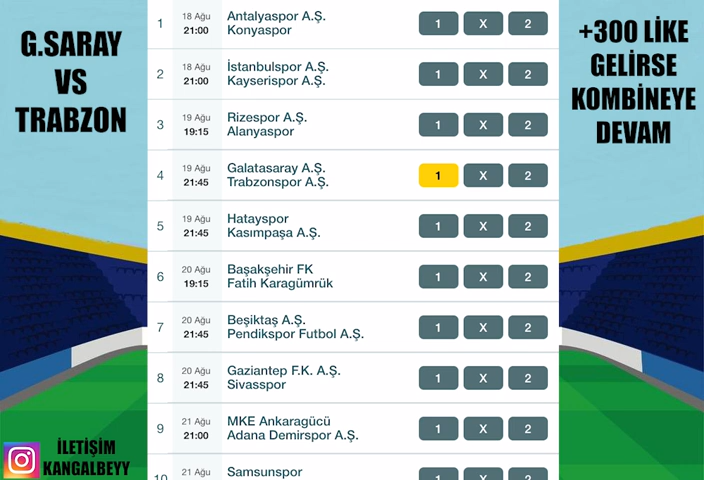 G.SARAY
VS
TRABZON
1
18 Ağu
21:00
Antalyaspor A.Ş.
Konyaspor
1 X 2
2
18 Ağu
21:00
İstanbulspor A.Ş.
Kayserispor A.Ş.
1 X 2
3
19 Ağu
19:15
Rizespor A.Ş.
Alanyaspor
1 X 2
4
19 Ağu
21:45
Galatasaray A.Ş.
Trabzonspor A.Ş.
1 X 2
5
19 Ağu
21:45
Hatayspor
Kasımpaşa A.Ş.
1 X 2
6
20 Ağu
19:15
Başakşehir FK
Fatih Karagümrük
1 X 2
7
20 Ağu
21:45
Beşiktaş A.Ş.
Pendikspor Futbol A.Ş.
1 X 2
8
20 Ağu
21:45
Gaziantep F.K. A.Ş.
Sivasspor
1 X 2
9
21 Ağu
21:00
MKE Ankaragücü
Adana Demirspor A.Ş.
1 X 2
10
21 Ağu
Samsunspor
1 X 2
+300 LİKE
GELİRSE
KOMBİNEYE
DEVAM
İLETİŞİM
KANGALBEYY